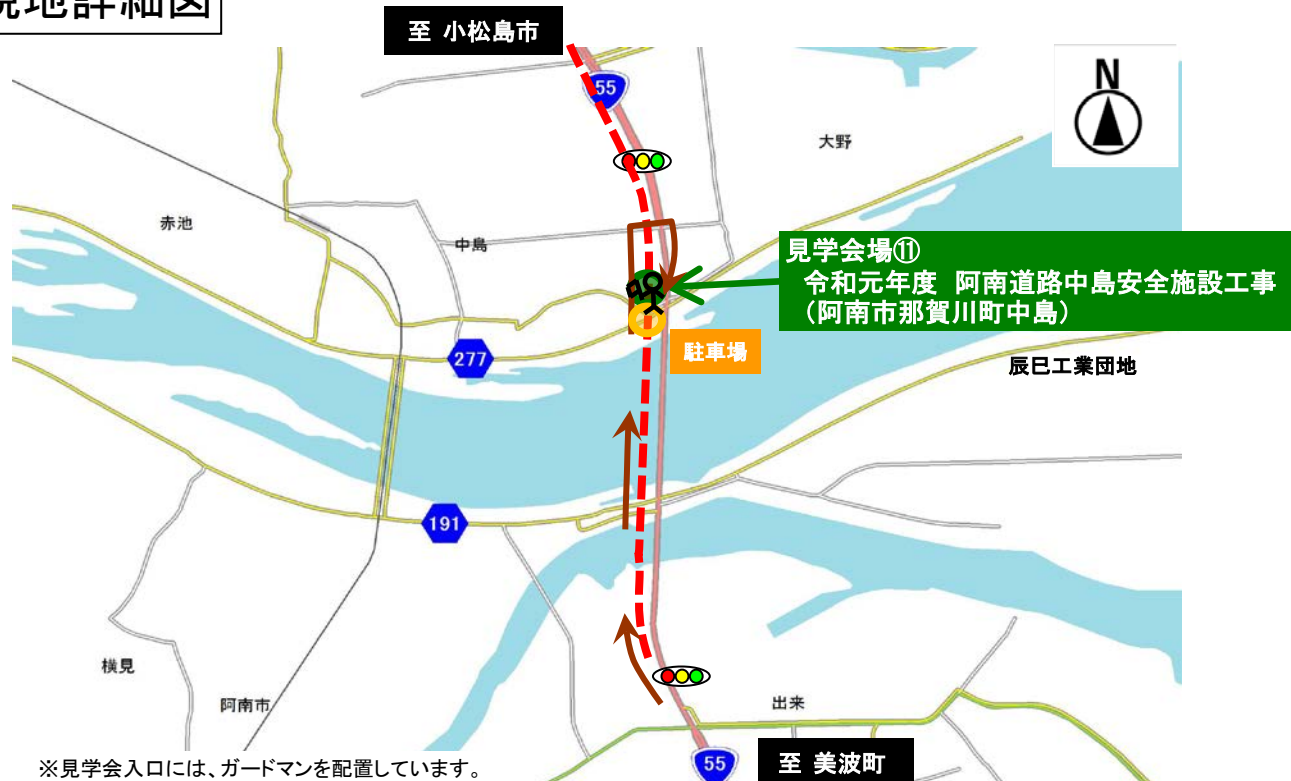 現地詳細図
至 小松島市
55
N
大野
赤池
中島
見学会場⑪
令和元年度 阿南道路中島安全施設工事
（阿南市那賀川町中島）
駐車場
277
辰巳工業団地
191
横見
阿南市
出来
※見学会入口には、ガードマンを配置しています。
55
至 美波町